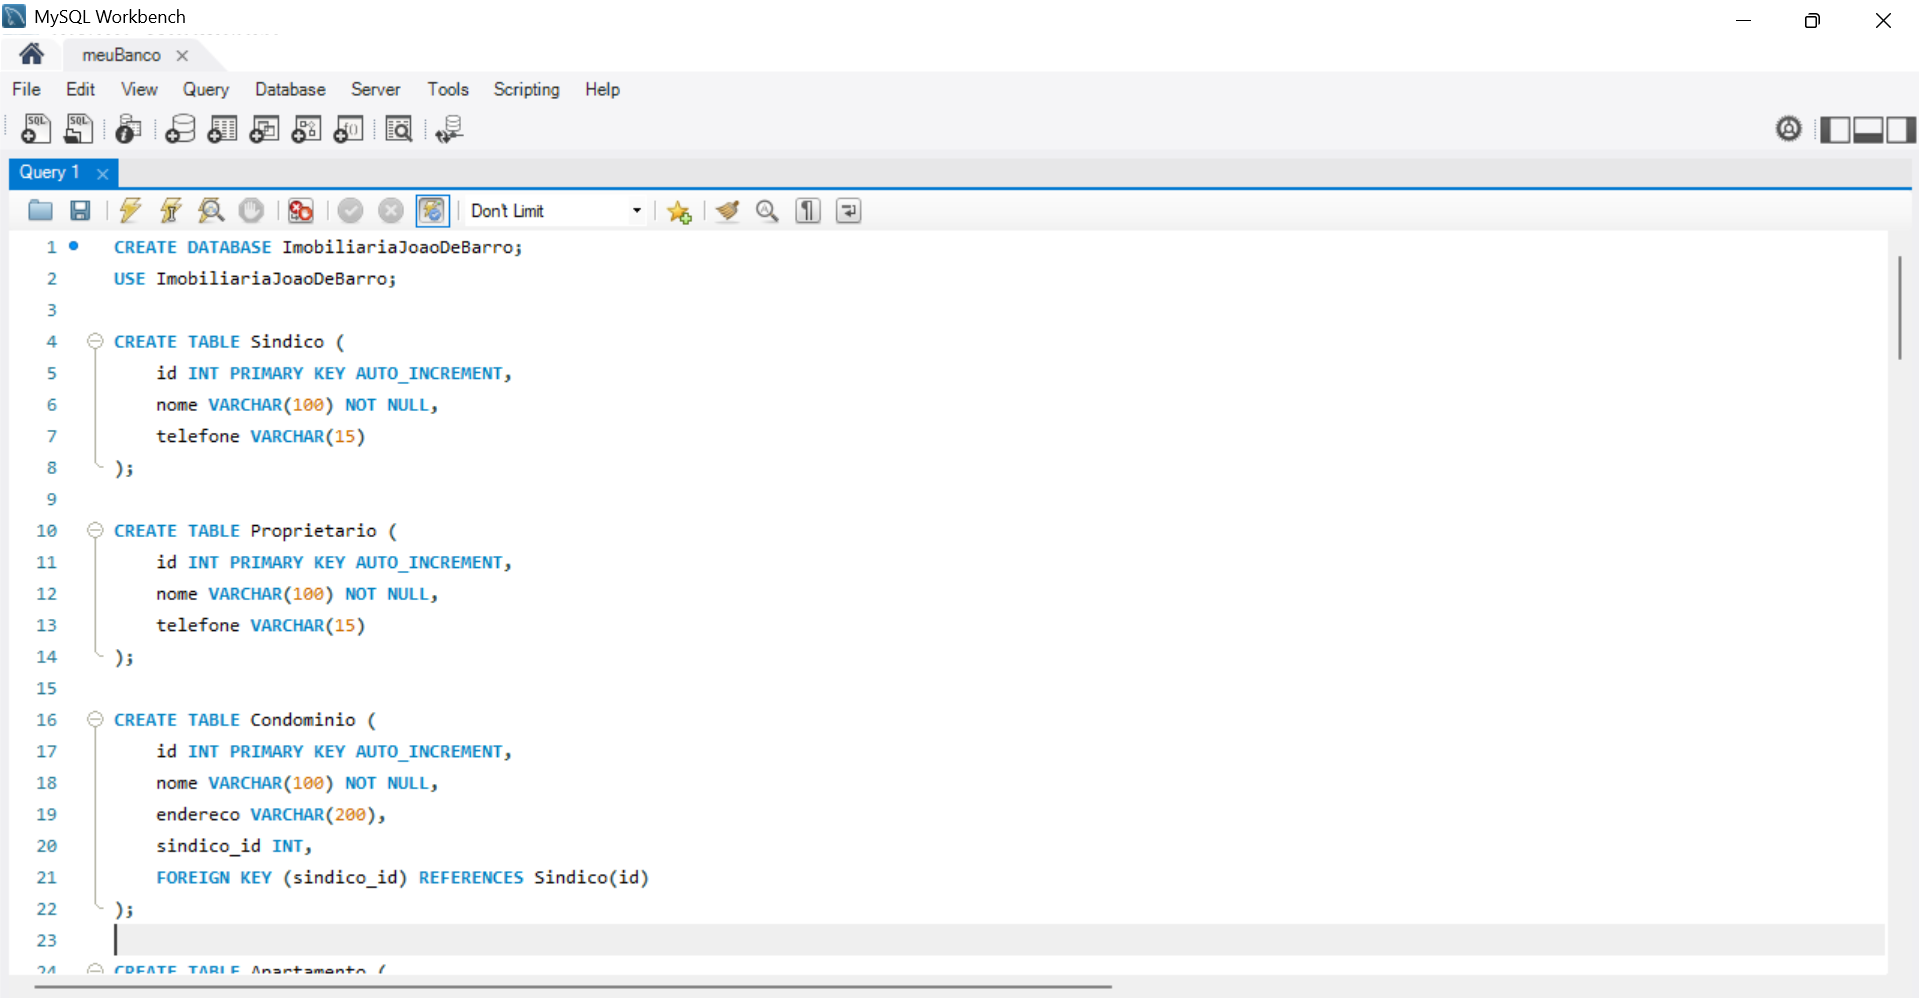 MySQL Workbench
meuBanco
File Edit View Query Database Server Tools Scripting Help
Query 1
Don't Limit
1 CREATE DATABASE ImobiliariaJoaoDeBarro;
2 USE ImobiliariaJoaoDeBarro;
3
4 CREATE TABLE Sindico (
5 id INT PRIMARY KEY AUTO_INCREMENT,
6 nome VARCHAR(100) NOT NULL,
7 telefone VARCHAR(15)
8 );
9
10 CREATE TABLE Proprietario (
11 id INT PRIMARY KEY AUTO_INCREMENT,
12 nome VARCHAR(100) NOT NULL,
13 telefone VARCHAR(15)
14 );
15
16 CREATE TABLE Condominio (
17 id INT PRIMARY KEY AUTO_INCREMENT,
18 nome VARCHAR(100) NOT NULL,
19 endereco VARCHAR(200),
20 sindico_id INT,
21 FOREIGN KEY (sindico_id) REFERENCES Sindico(id)
22 );
23
24 CREATE TABLE Apartamento (